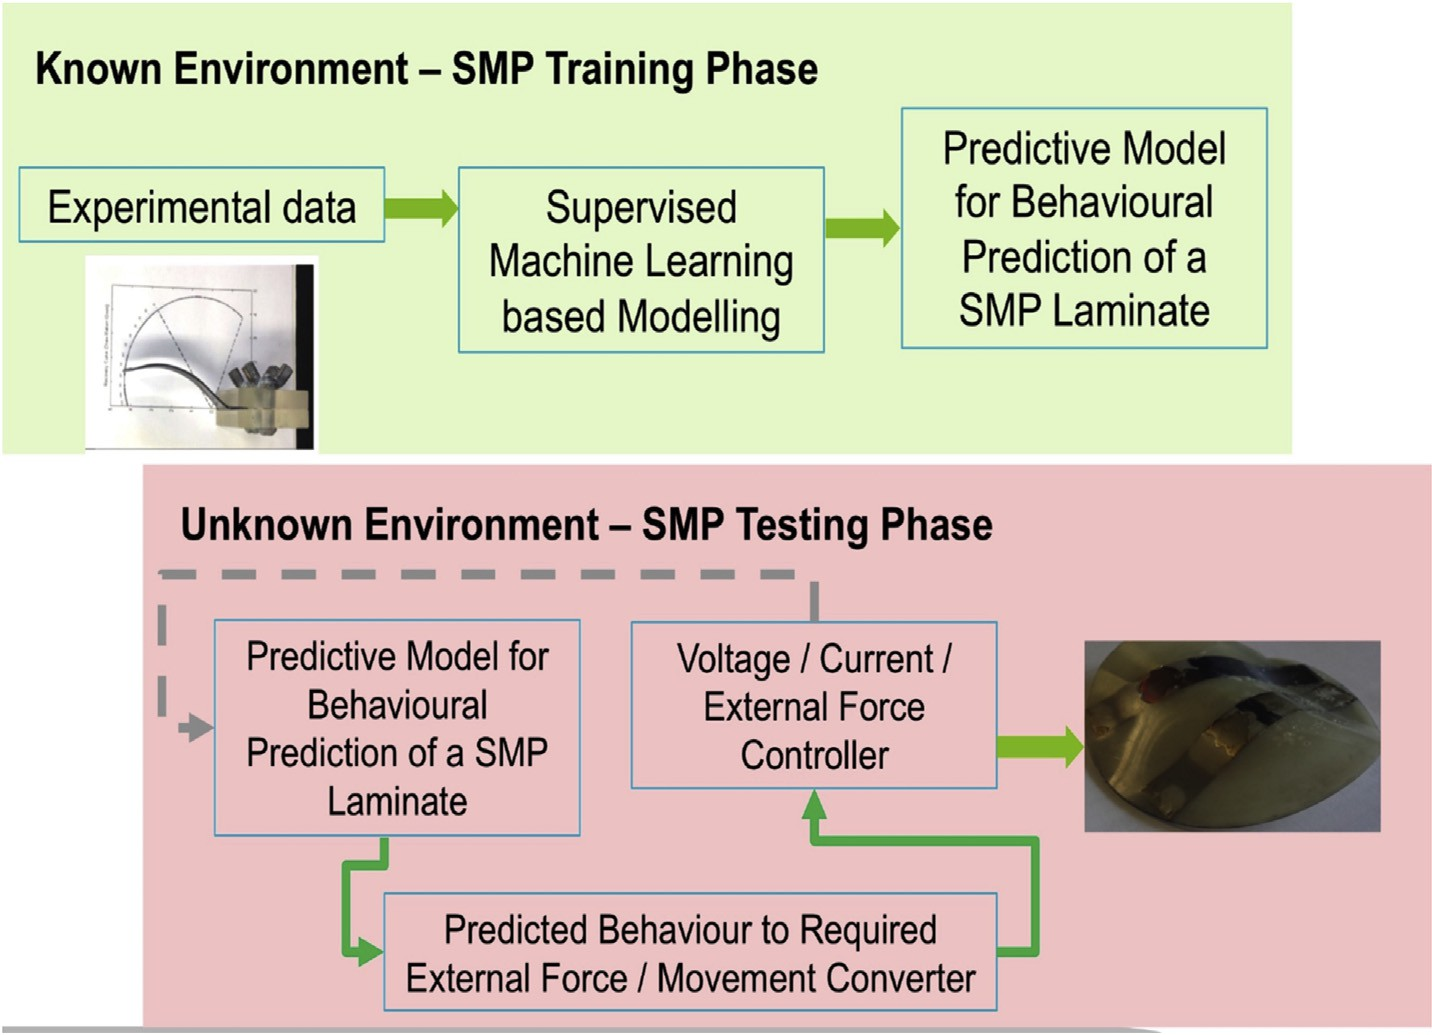 Known Environment – SMP Training Phase
Experimental data
Supervised
Machine Learning
based Modelling
Predictive Model
for Behavioural
Prediction of a
SMP Laminate
Unknown Environment – SMP Testing Phase
Predictive Model for
Behavioural
Prediction of a SMP
Laminate
Voltage / Current /
External Force
Controller
Predicted Behaviour to Required
External Force / Movement Converter